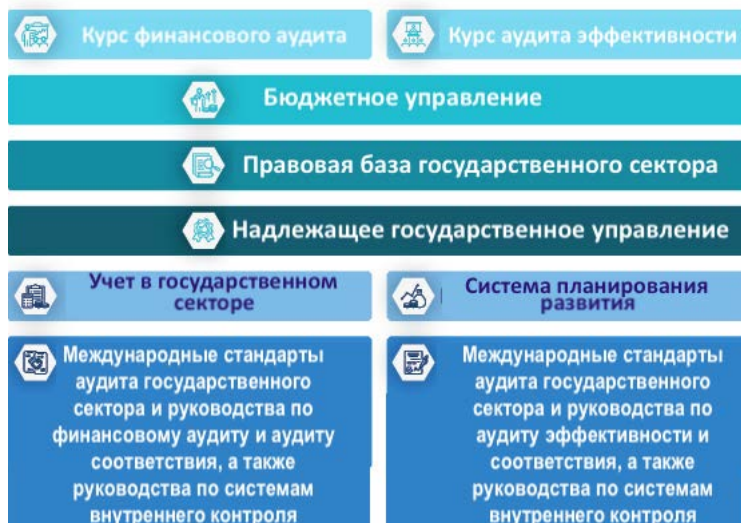 Курс финансового аудита
Курс аудита эффективности
Бюджетное управление
Правовая база государственного сектора
Надлежащее государственное управление
Учет в государственном
секторе
Система планирования
развития
Международные стандарты
аудита государственного
сектора и руководства по
финансовому аудиту и аудиту
соответствия, а также
руководства по системам
внутреннего контроля
Международные стандарты
аудита государственного
сектора и руководства по
аудиту эффективности и
соответствия, а также
руководства по системам
внутреннего контроля